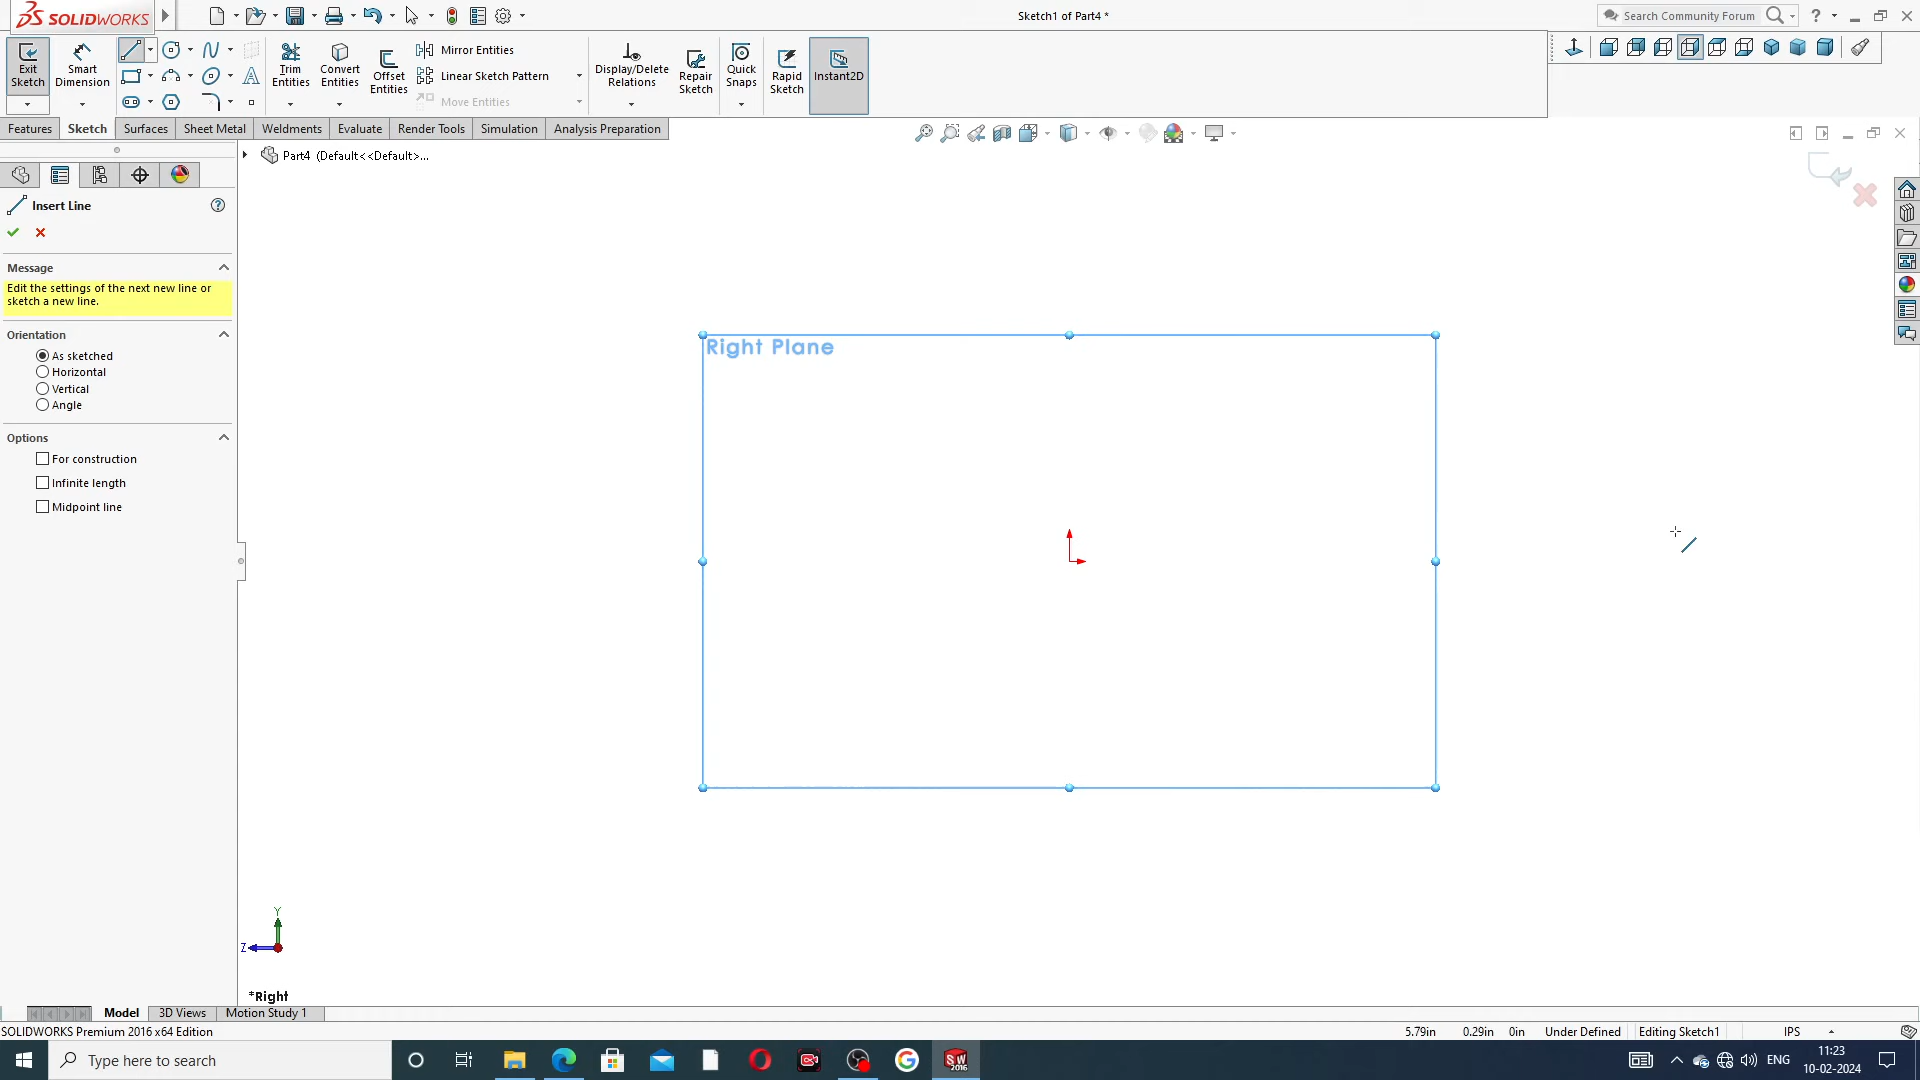 SOLIDWORKS
Sketch1 of Part4 *
Search Community Forum
Exit Sketch
Smart Dimension
Trim Entities
Convert Entities
Offset Entities
Mirror Entities
Linear Sketch Pattern
Move Entities
Display/Delete Relations
Repair Sketch
Quick Snaps
Rapid Sketch
Instant2D
Features
Sketch
Surfaces
Sheet Metal
Weldments
Evaluate
Render Tools
Simulation
Analysis Preparation
Part4 (Default<<Default>...
Insert Line
Message
Edit the settings of the next new line or
sketch a new line.
Orientation
As sketched
Horizontal
Vertical
Angle
Options
For construction
Infinite length
Midpoint line
Right Plane
Y
Z
*Right
Model
3D Views
Motion Study 1
SOLIDWORKS Premium 2016 x64 Edition
5.79in
0.29in
0in
Under Defined
Editing Sketch1
IPS
Type here to search
SW
2016
ENG
11:23
10-02-2024